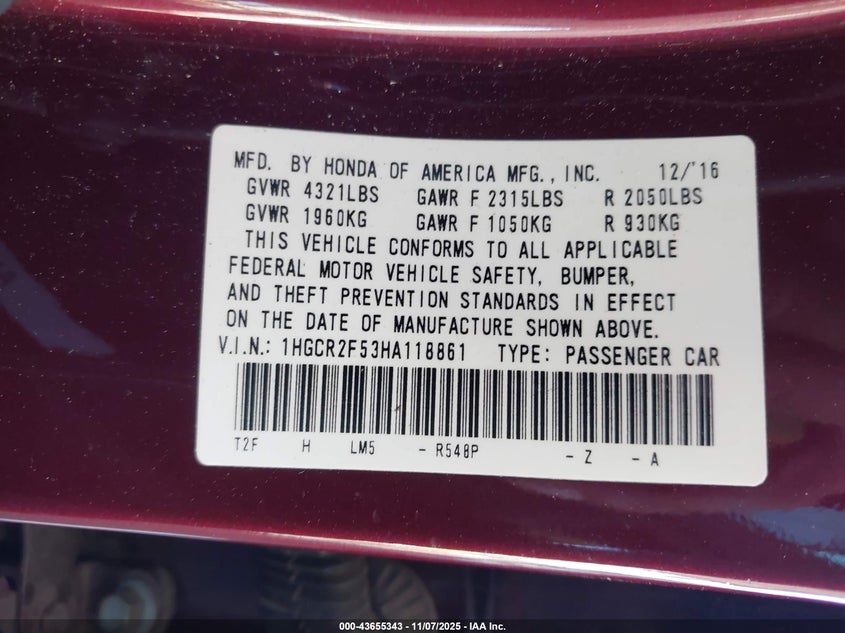 MFD. BY HONDA OF AMERICA MFG., INC. 12/'16
GVWR 4321LBS GAWR F 2315LBS R 2050LBS
GVWR 1960KG GAWR F 1050KG R 930KG
THIS VEHICLE CONFORMS TO ALL APPLICABLE
FEDERAL MOTOR VEHICLE SAFETY, BUMPER,
AND THEFT PREVENTION STANDARDS IN EFFECT
ON THE DATE OF MANUFACTURE SHOWN ABOVE.
V.I.N.: 1HGCR2F53HA118861 TYPE: PASSENGER CAR
T2F H LM5 - R548P - Z - A
000-43655343 - 11/07/2025 - IAA Inc.